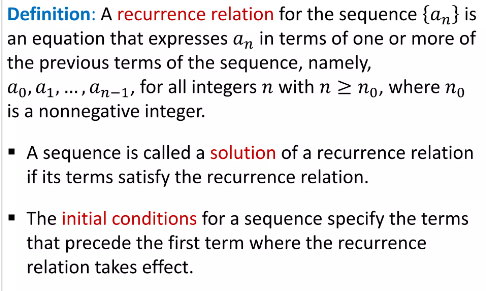 Definition: A recurrence relation for the sequence {aₙ} is
an equation that expresses aₙ in terms of one or more of
the previous terms of the sequence, namely,
a₀, a₁, …, aₙ₋₁, for all integers n with n ≥ n₀, where n₀
is a nonnegative integer.
▪ A sequence is called a solution of a recurrence relation
if its terms satisfy the recurrence relation.
▪ The initial conditions for a sequence specify the terms
that precede the first term where the recurrence
relation takes effect.